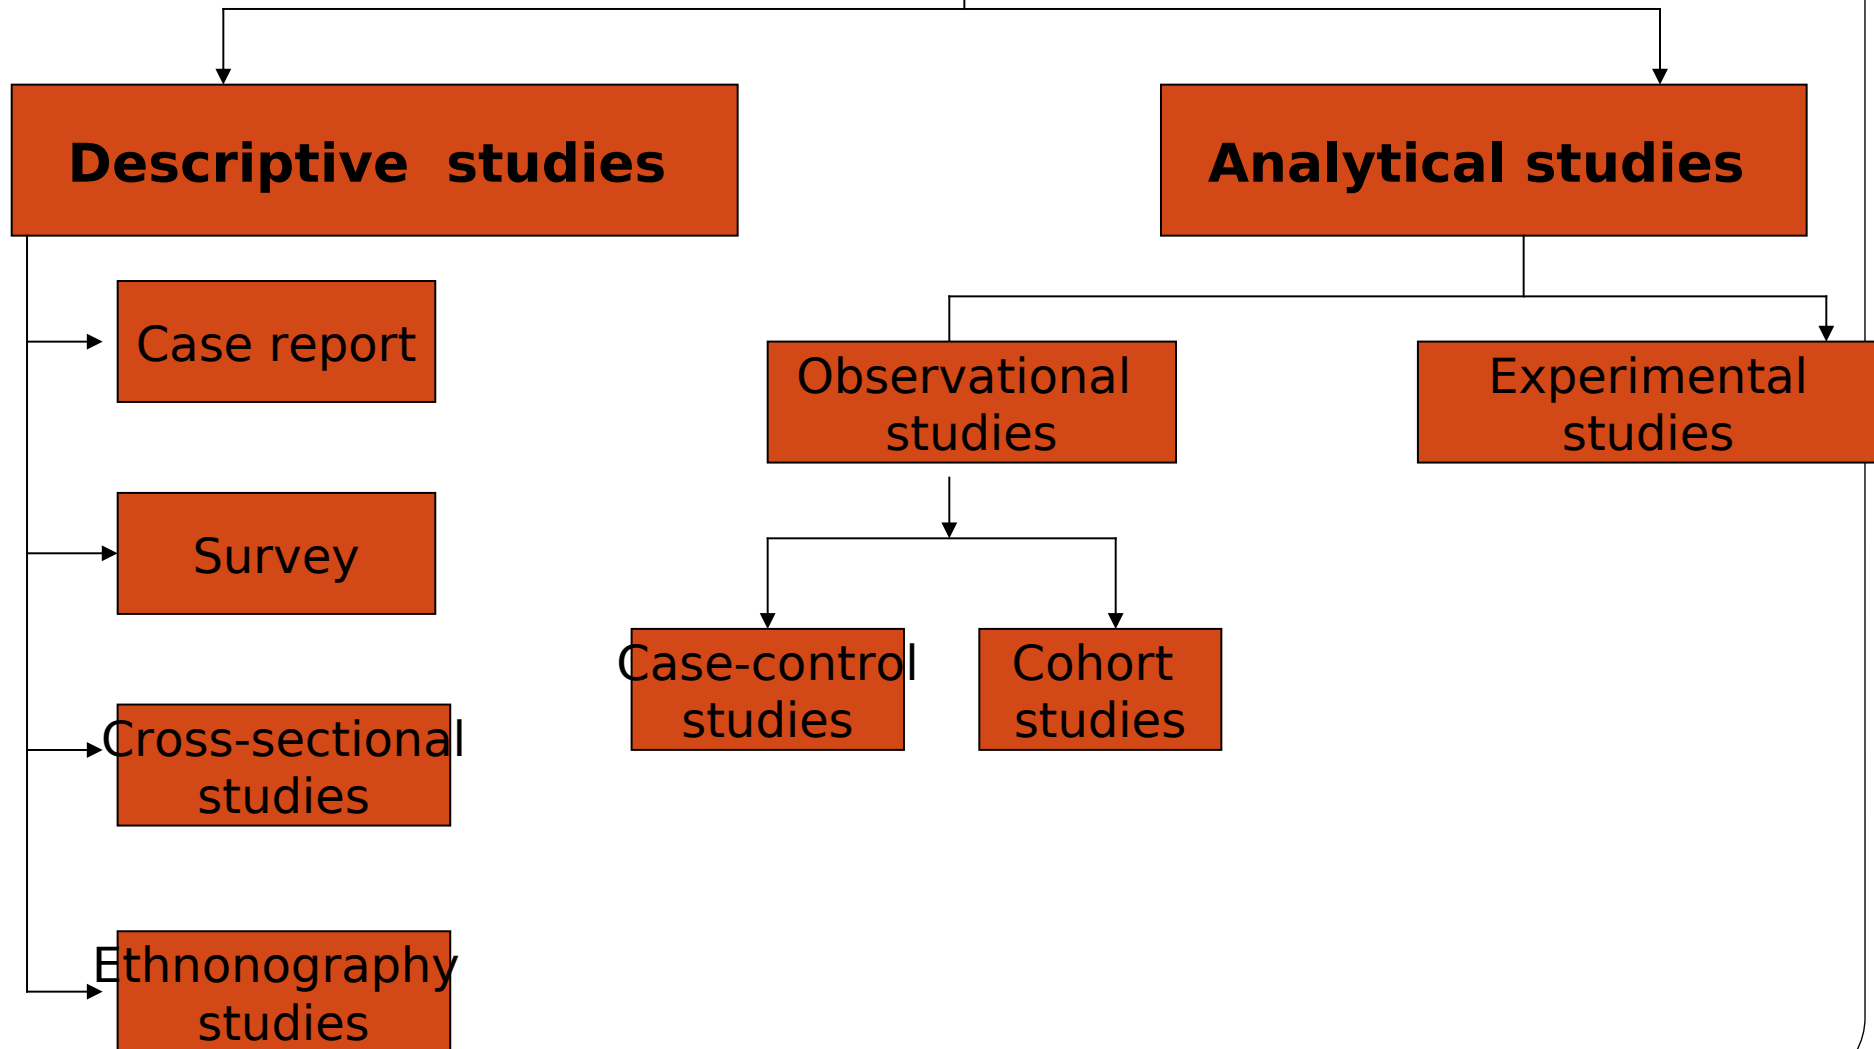 Descriptive  studies
Analytical studies
Case report
Observational
studies
Experimental
studies
Survey
Case-control
studies
Cohort
studies
Cross-sectional
studies
Ethnonography
studies